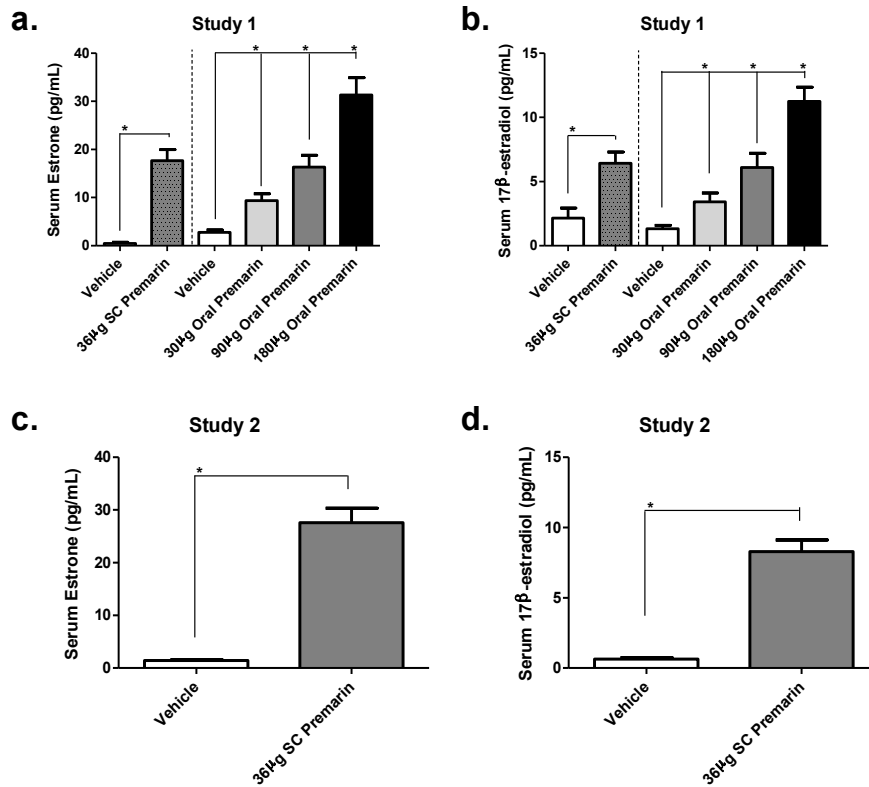 a.
Study 1
Serum Estrone (pg/mL)
40
30
20
10
0
*
* * *
Vehicle
36µg SC Premarin
Vehicle
30µg Oral Premarin
90µg Oral Premarin
180µg Oral Premarin
b.
Study 1
Serum 17β-estradiol (pg/mL)
15
10
5
0
*
* * *
Vehicle
36µg SC Premarin
Vehicle
30µg Oral Premarin
90µg Oral Premarin
180µg Oral Premarin
c.
Study 2
Serum Estrone (pg/mL)
40
30
20
10
0
*
Vehicle
36µg SC Premarin
d.
Study 2
Serum 17β-estradiol (pg/mL)
15
10
5
0
*
Vehicle
36µg SC Premarin